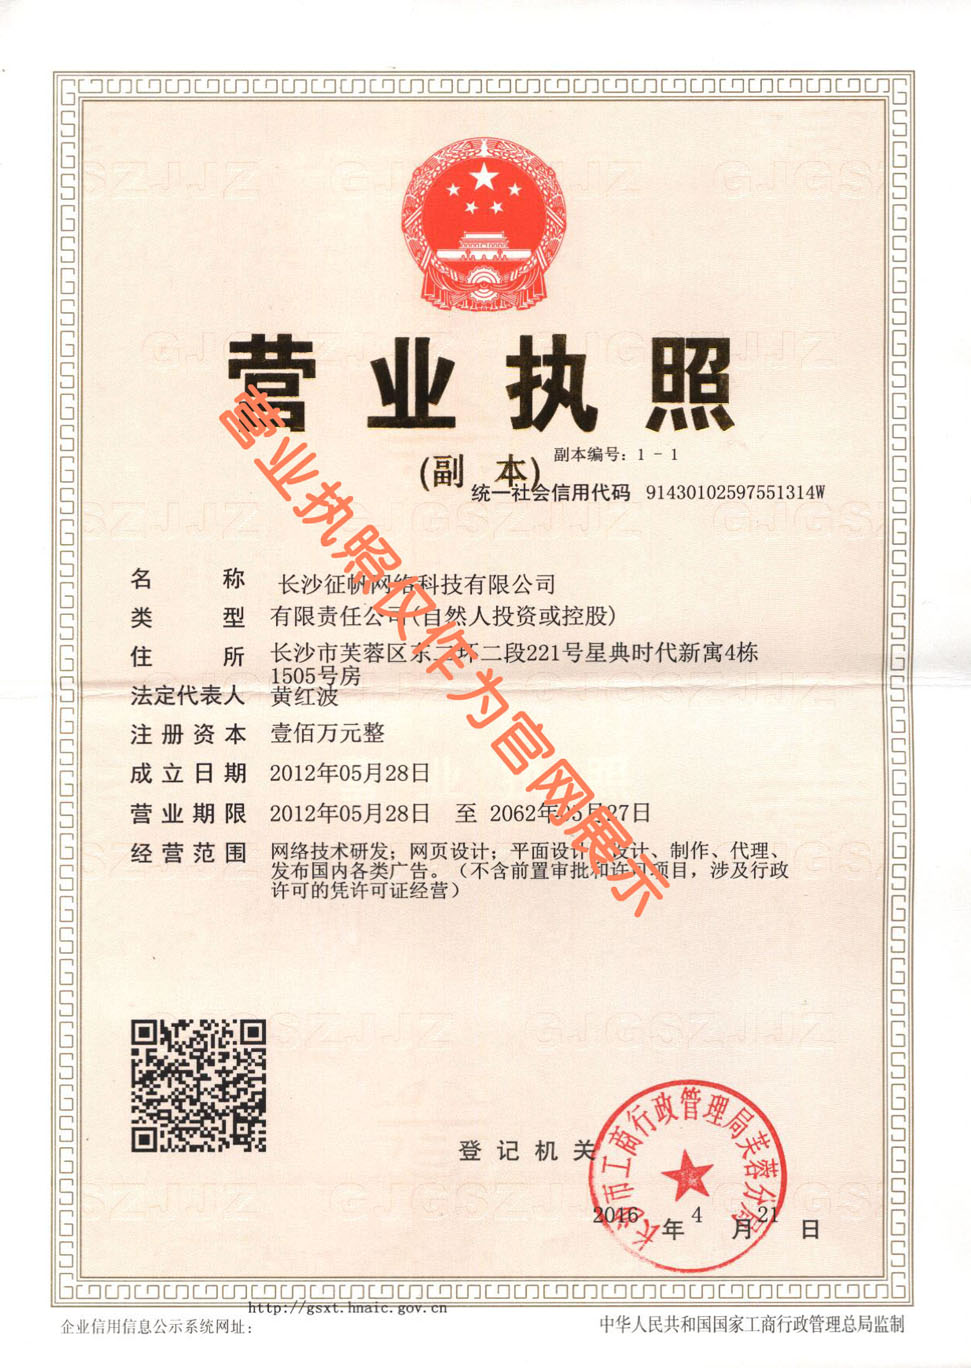 营业执照
(副 本)
副本编号：1－1
统一社会信用代码 91430102597551314W
名 称 长沙征帆网络科技有限公司
类 型 有限责任公司(自然人投资或控股)
住 所 长沙市芙蓉区东二环二段221号星典时代新寓4栋
1505号房
法定代表人 黄红波
注册资本 壹佰万元整
成立日期 2012年05月28日
营业期限 2012年05月28日 至 2062年05月27日
经营范围 网络技术研发；网页设计；平面设计；设计、制作、代理、
发布国内各类广告。（不含前置审批和许可项目，涉及行政
许可的凭许可证经营）
营业执照仅作为官网展示
登记机关
长沙市工商行政管理局芙蓉分局
2016 年 4 月 21 日
http://gsxt.hnaic.gov.cn
企业信用信息公示系统网址：
中华人民共和国国家工商行政管理总局监制